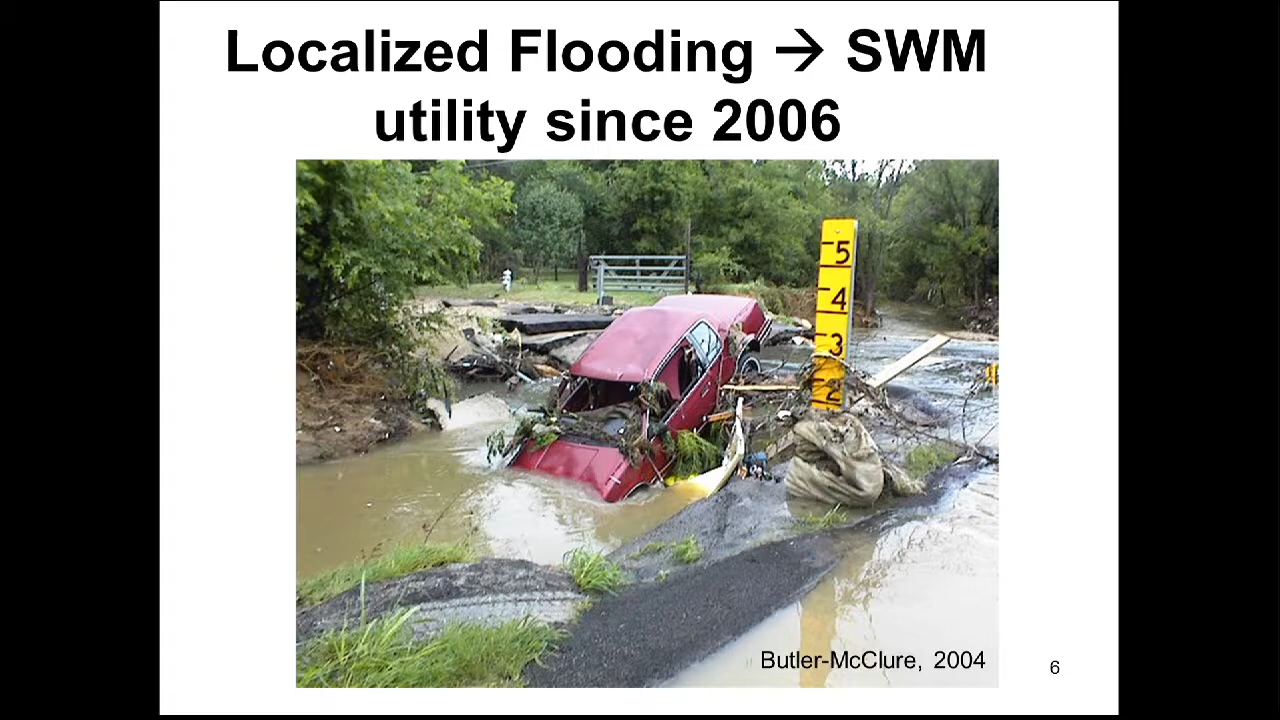 Localized Flooding → SWM
utility since 2006
5
4
3
2
Butler-McClure, 2004
6